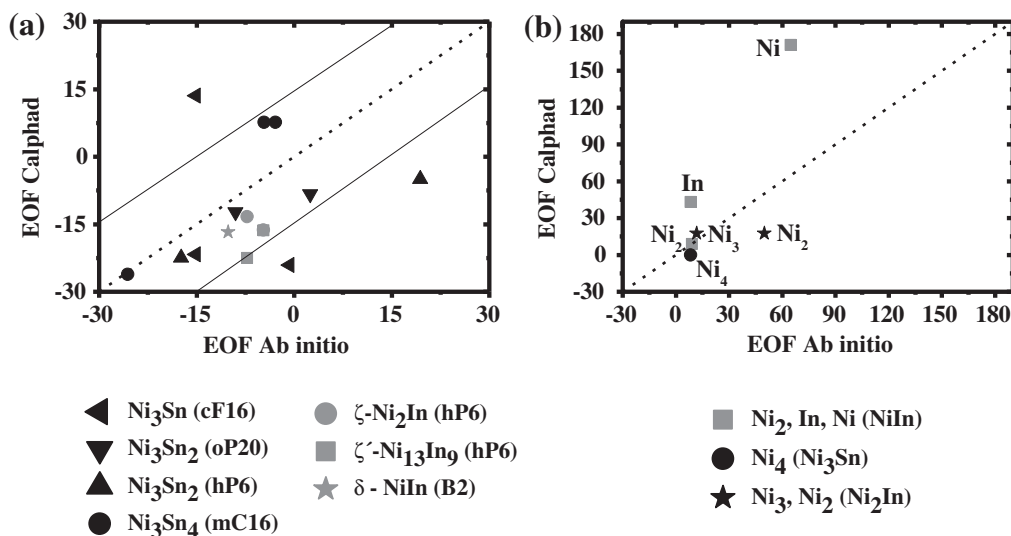 (a)
30
15
0
-15
-30
EOF Calphad
-30 -15 0 15 30
EOF Ab initio
Ni₃Sn (cF16)
Ni₃Sn₂ (oP20)
Ni₃Sn₂ (hP6)
Ni₃Sn₄ (mC16)
ζ-Ni₂In (hP6)
ζ´-Ni₁₃In₉ (hP6)
δ - NiIn (B2)
(b)
180
150
120
90
60
30
0
-30
EOF Calphad
Ni
In
Ni₂ Ni₃ Ni₂
Ni₄
-30 0 30 60 90 120 150 180
EOF Ab initio
Ni₂, In, Ni (NiIn)
Ni₄ (Ni₃Sn)
Ni₃, Ni₂ (Ni₂In)